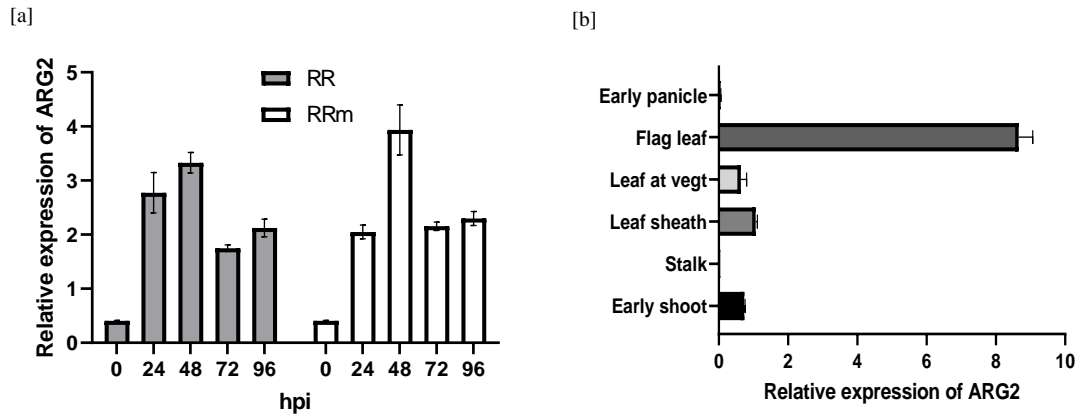 [a]
Relative expression of ARG2
5
4
3
2
1
0
RR
RRm
0 24 48 72 96 0 24 48 72 96
hpi
[b]
Early panicle
Flag leaf
Leaf at vegt
Leaf sheath
Stalk
Early shoot
0 2 4 6 8 10
Relative expression of ARG2